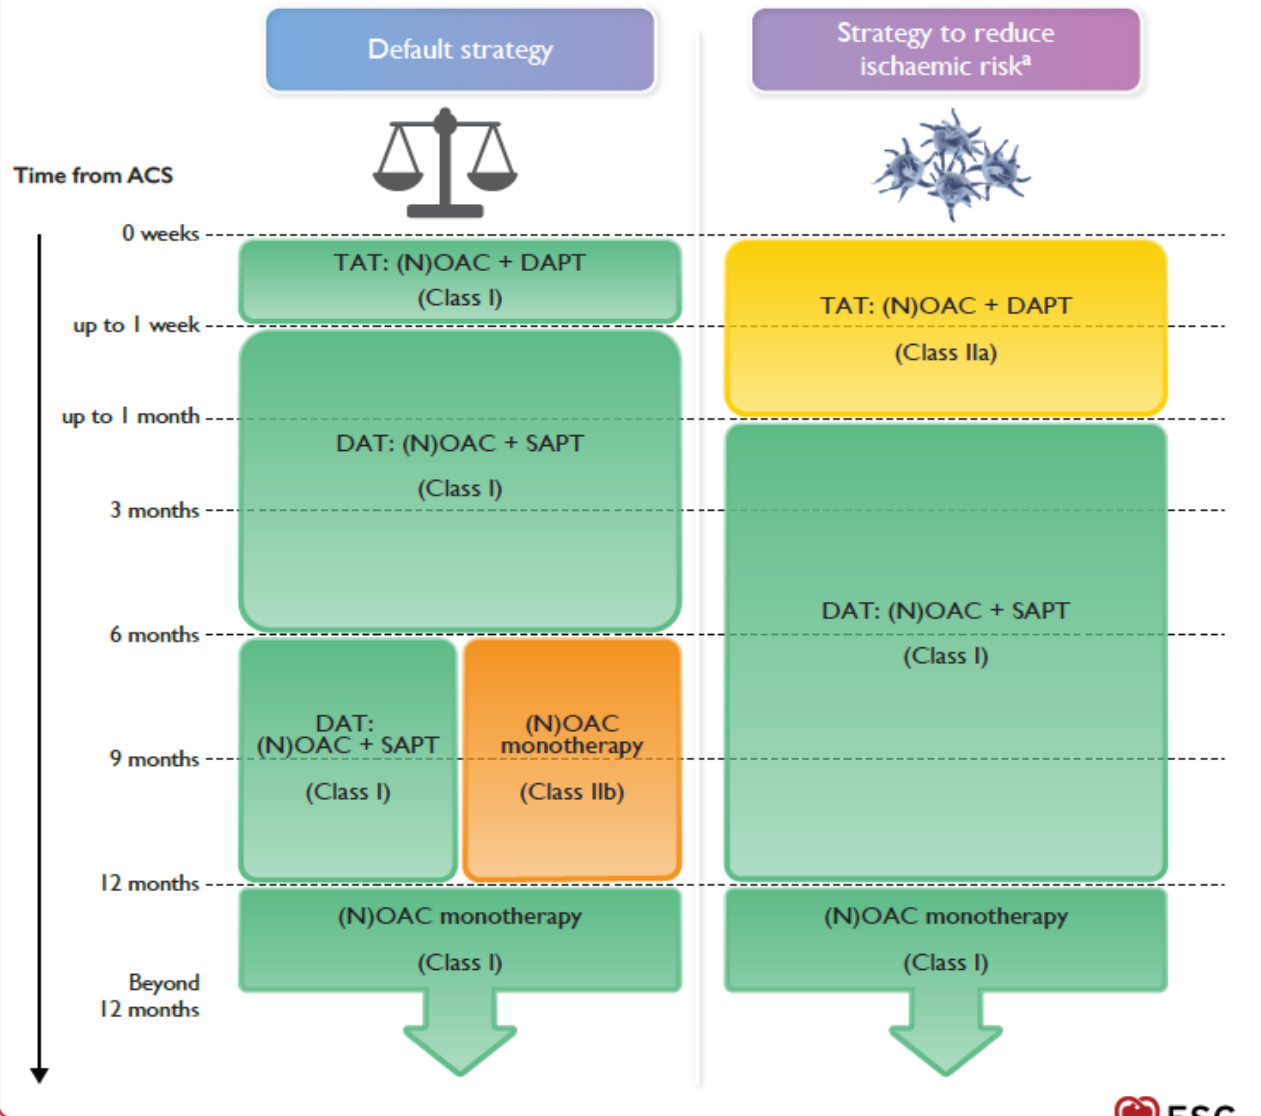 Default strategy
Strategy to reduce
ischaemic riskᵃ
Time from ACS
0 weeks
TAT: (N)OAC + DAPT
(Class I)
TAT: (N)OAC + DAPT
(Class IIa)
up to 1 week
up to 1 month
DAT: (N)OAC + SAPT
(Class I)
3 months
DAT: (N)OAC + SAPT
(Class I)
6 months
DAT:
(N)OAC + SAPT
(Class I)
(N)OAC
monotherapy
(Class IIb)
9 months
12 months
(N)OAC monotherapy
(Class I)
(N)OAC monotherapy
(Class I)
Beyond
12 months
ESC